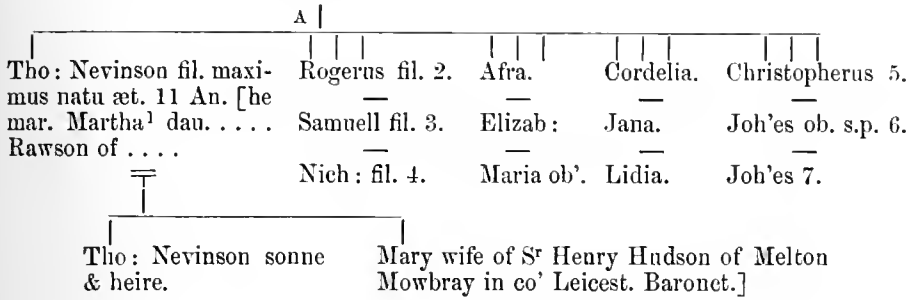 A
Tho: Nevinson fil. maxi-
mus natu æt. 11 An. [he
mar. Martha¹ dau. . . . .
Rawson of . . . .
Rogerus fil. 2.
Samuell fil. 3.
Nich: fil. 4.
Afra.
Elizab:
Maria ob'.
Cordelia.
Jana.
Lidia.
Christopherus 5.
Joh'es ob. s.p. 6.
Joh'es 7.
Tho: Nevinson sonne
& heire.
Mary wife of Sʳ Henry Hudson of Melton
Mowbray in co' Leicest. Baronet.]